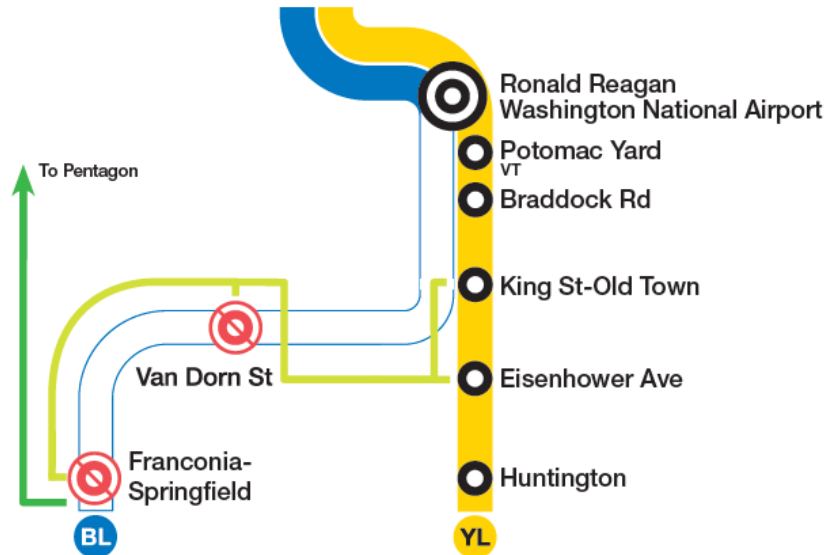 Ronald Reagan
Washington National Airport
Potomac Yard
VT
To Pentagon
Braddock Rd
King St-Old Town
Van Dorn St
Eisenhower Ave
Franconia-
Springfield
Huntington
BL
YL